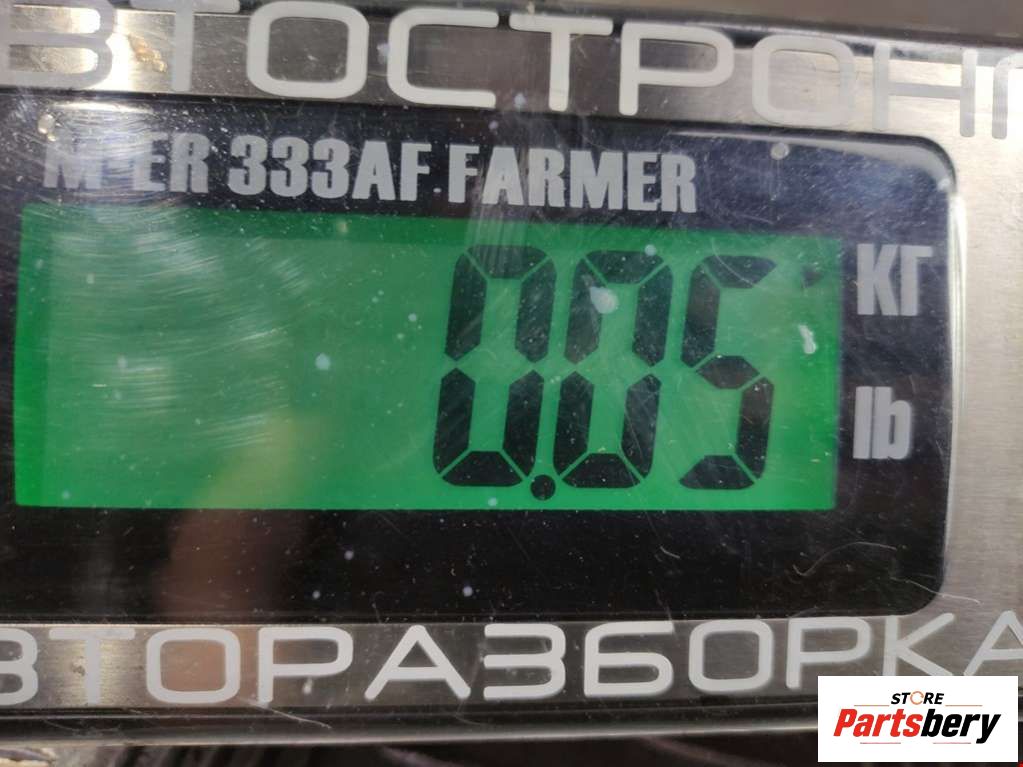 ВТОСТРОН
ER 333AF FARMER
0.05
КГ
lb
ВТОРАЗБОРКА
STORE
Partsbery